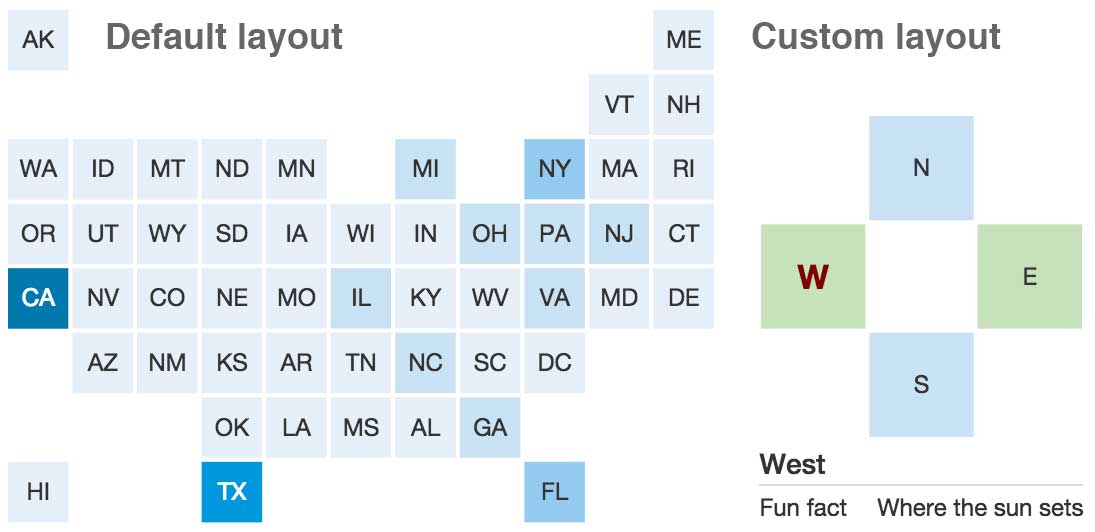 AK Default layout ME Custom layout
VT NH
WA ID MT ND MN MI NY MA RI N
OR UT WY SD IA WI IN OH PA NJ CT
CA NV CO NE MO IL KY WV VA MD DE W E
AZ NM KS AR TN NC SC DC S
OK LA MS AL GA
West
HI TX FL
Fun fact Where the sun sets